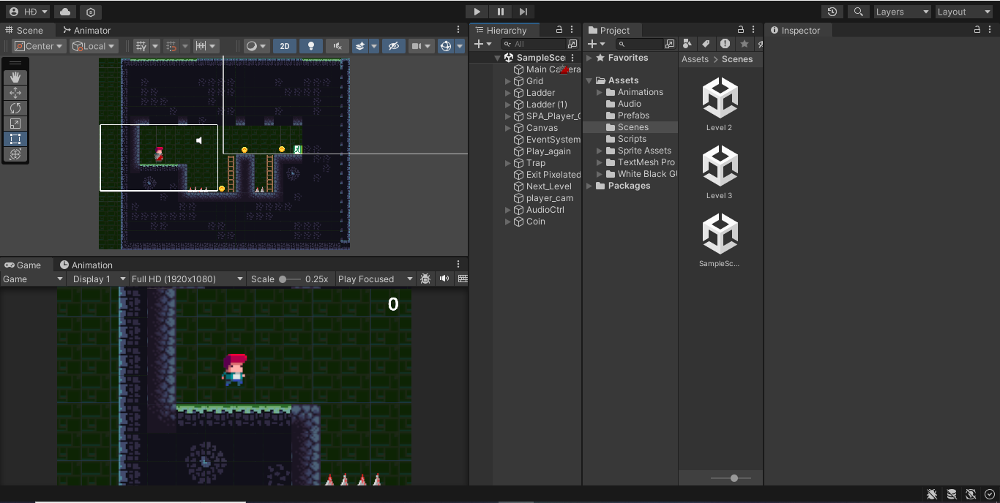 HD
Layers
Layout
Scene
Animator
Center
Local
2D
Game
Animation
Game
Display 1
Full HD (1920x1080)
Scale
0.25x
Play Focused
0
Hierarchy
All
SampleSce
Main Camera
Grid
Ladder
Ladder (1)
SPA_Player_
Canvas
EventSystem
Play_again
Trap
Exit Pixelated
Next_Level
player_cam
AudioCtrl
Coin
Project
Favorites
Assets
Animations
Audio
Prefabs
Scenes
Scripts
Sprite Assets
TextMesh Pro
White Black GU
Packages
Assets > Scenes
Level 2
Level 3
SampleSc...
Inspector